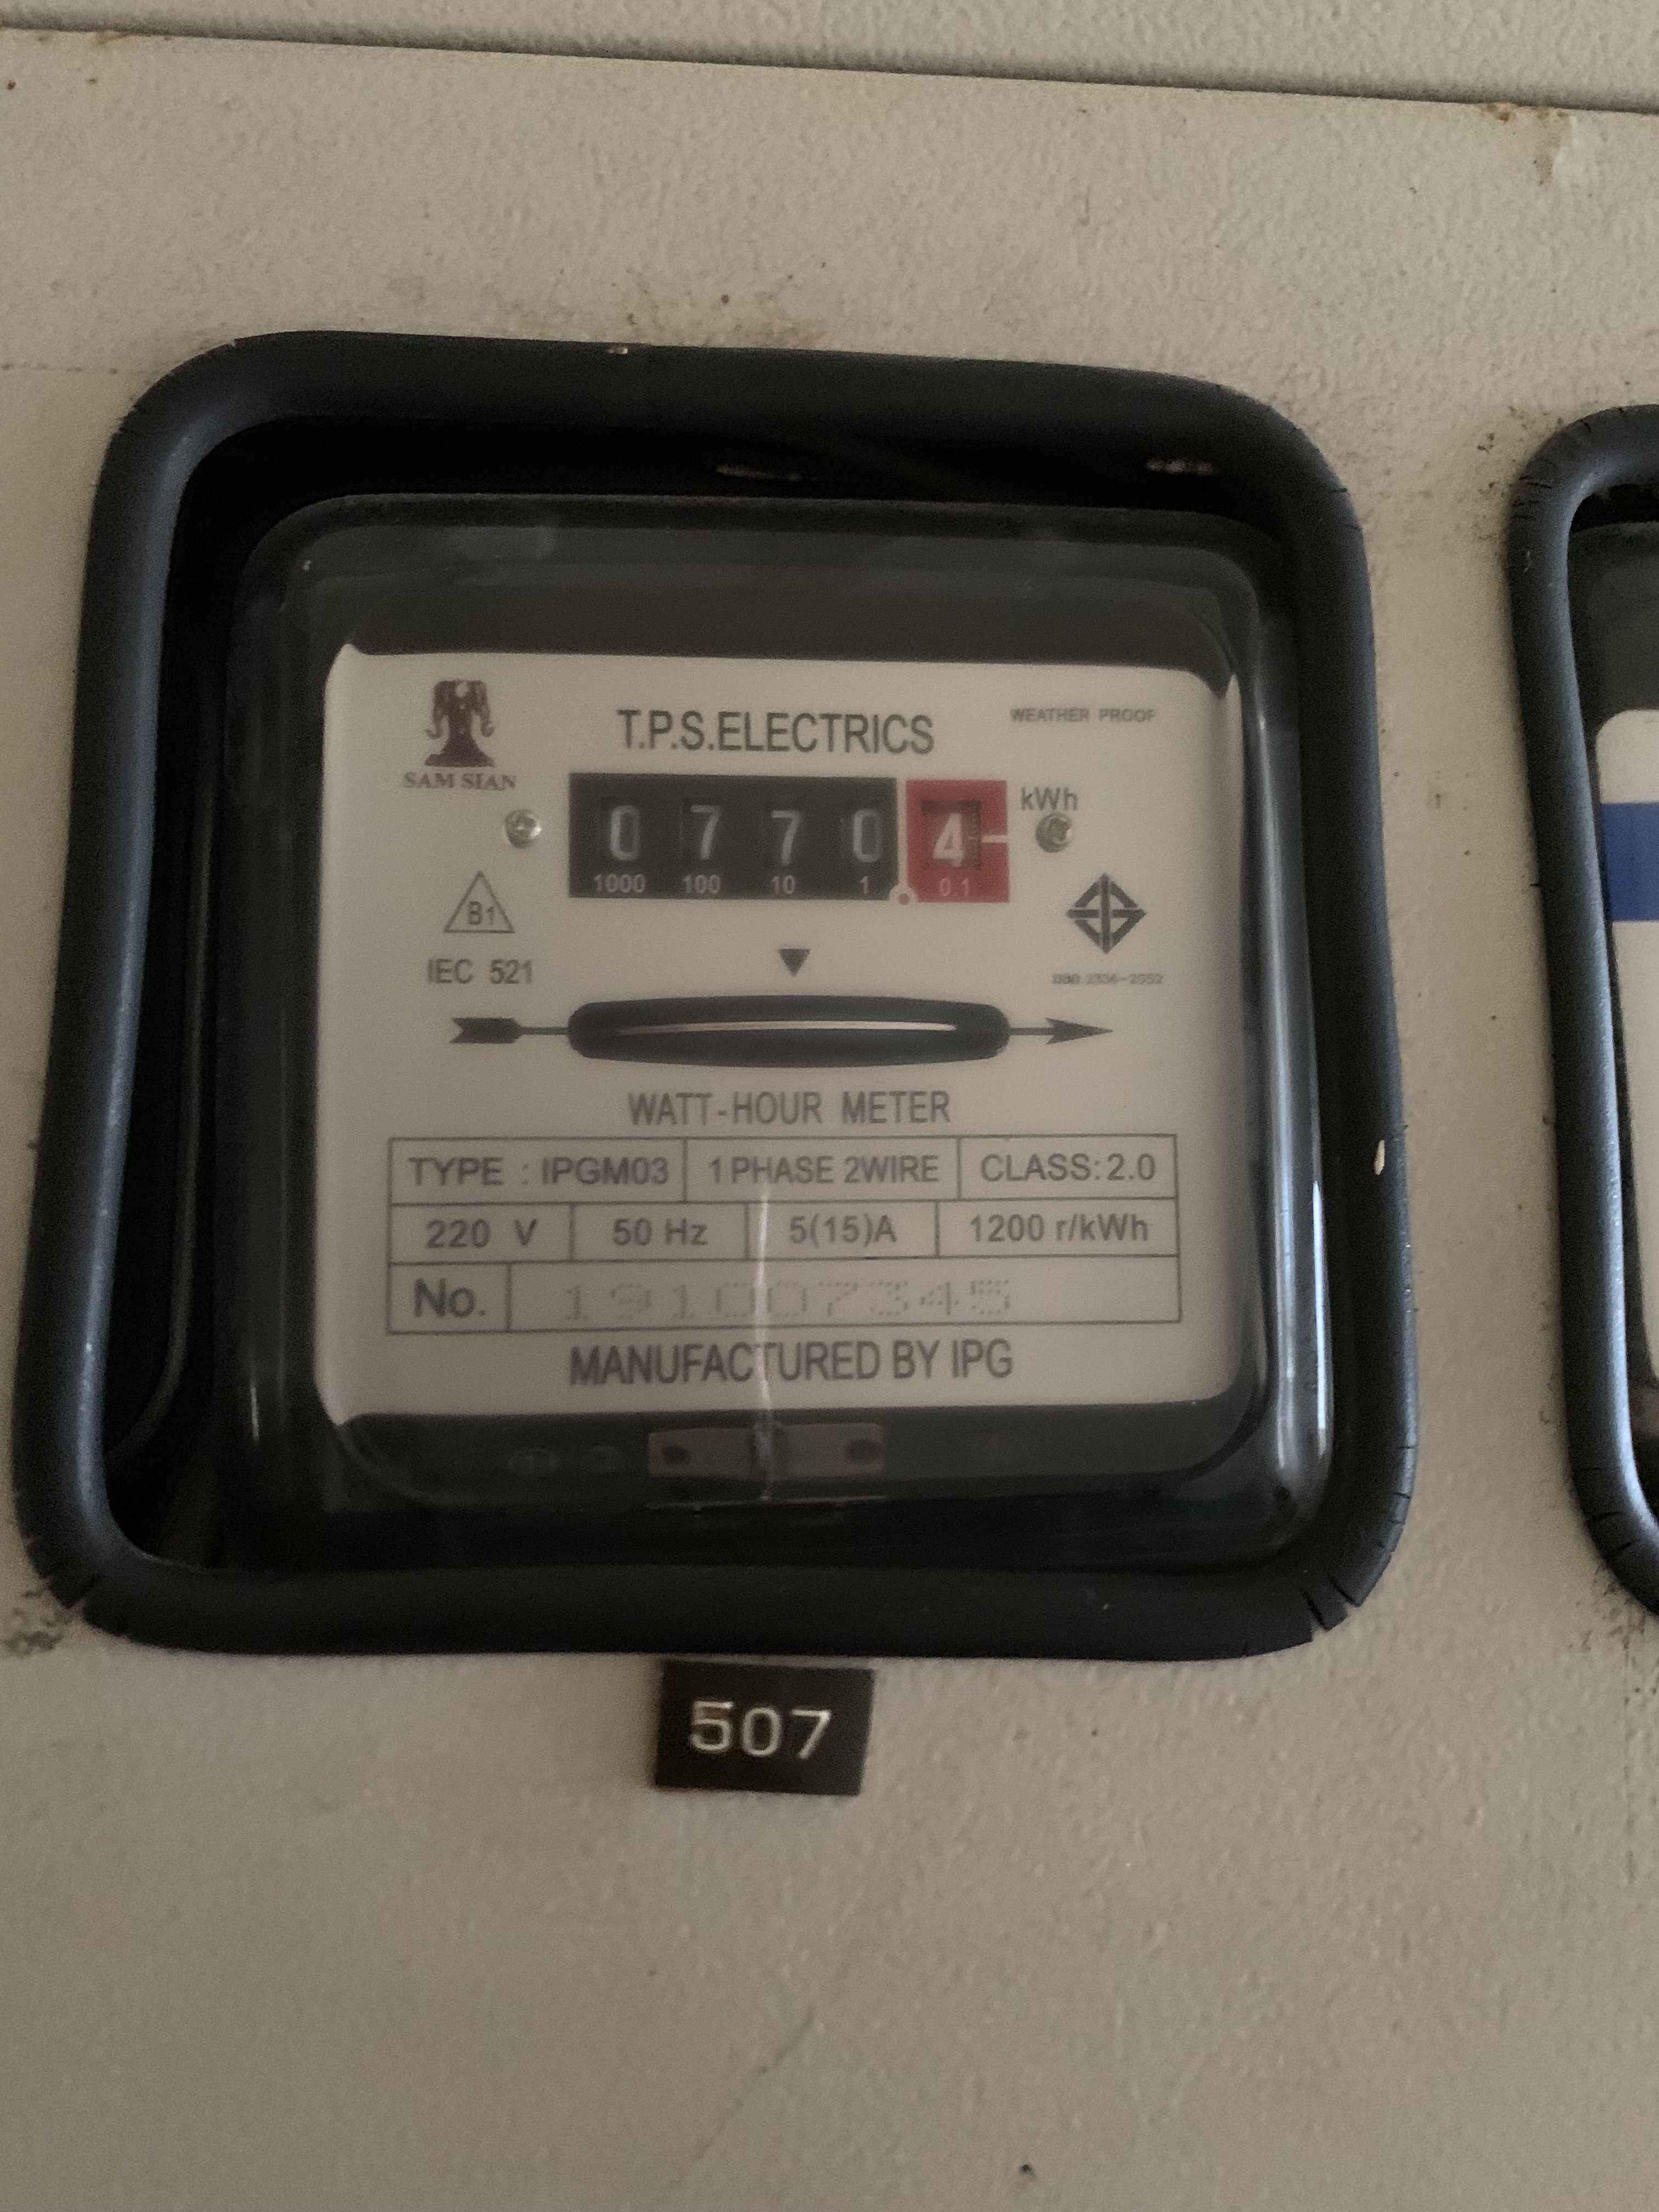 SAM SIAN
T.P.S.ELECTRICS
WEATHER PROOF
0 7 7 0 4
kWh
1000 100 10 1 0.1
B1
IEC 521
WATT-HOUR METER
TYPE : IPGM03 1 PHASE 2WIRE CLASS: 2.0
220 V 50 Hz 5(15)A 1200 r/kWh
No. 191007345
MANUFACTURED BY IPG
507